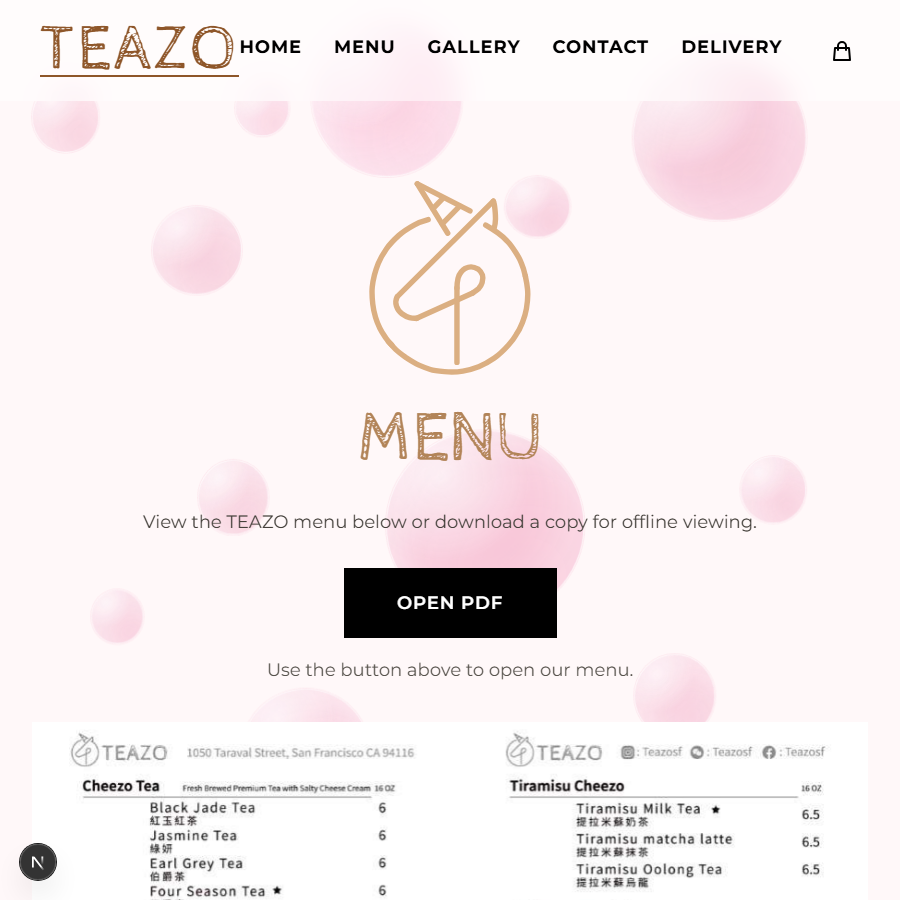 TEAZO
HOME MENU GALLERY CONTACT DELIVERY
MENU
View the TEAZO menu below or download a copy for offline viewing.
OPEN PDF
Use the button above to open our menu.
TEAZO 1050 Taraval Street, San Francisco CA 94116
Cheezo Tea Fresh Brewed Premium Tea with Salty Cheese Cream 16 OZ
Black Jade Tea 6
紅玉紅茶
Jasmine Tea 6
綠妍
Earl Grey Tea 6
伯爵茶
Four Season Tea ★ 6
TEAZO : Teazosf : Teazosf : Teazosf
Tiramisu Cheezo 16 OZ
Tiramisu Milk Tea ★ 6.5
提拉米蘇奶茶
Tiramisu matcha latte 6.5
提拉米蘇抹茶
Tiramisu Oolong Tea 6.5
提拉米蘇烏龍
N